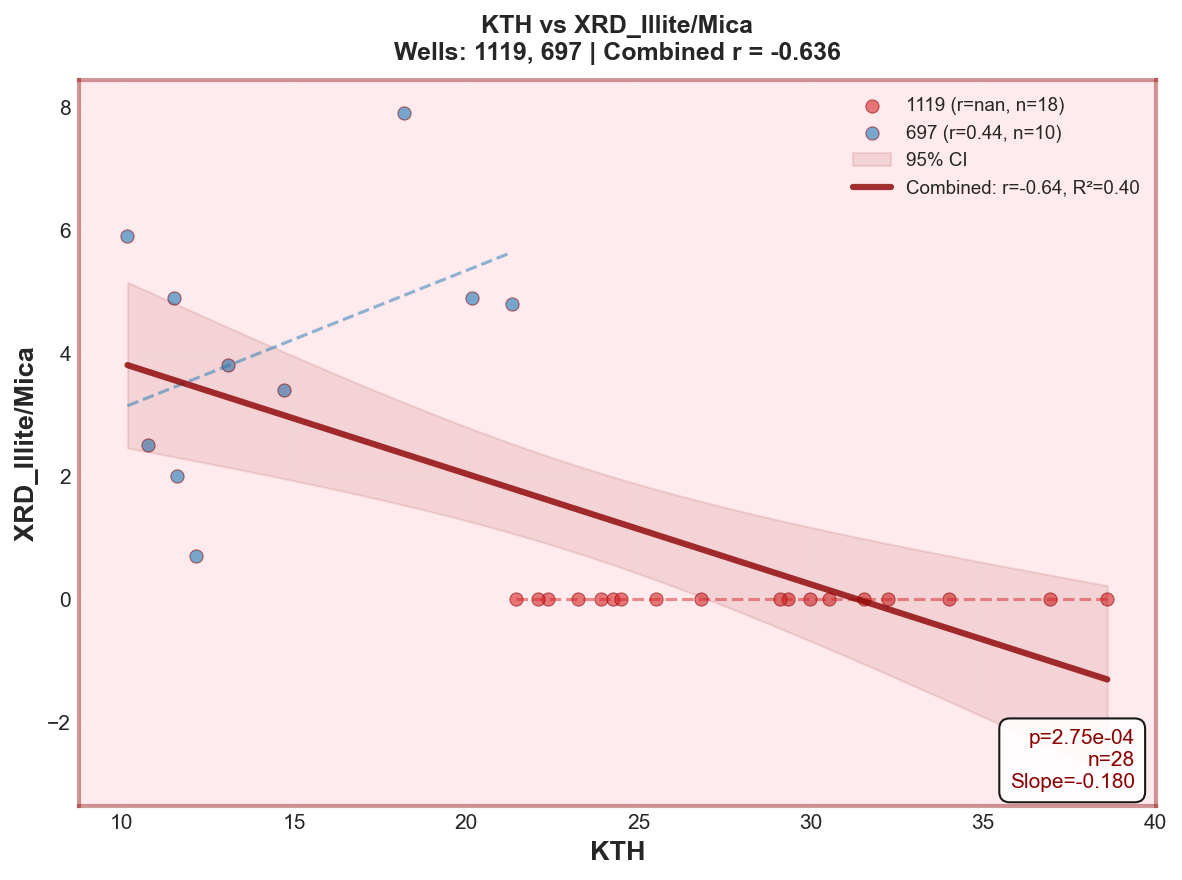 KTH vs XRD_Illite/Mica
Wells: 1119, 697 | Combined r = -0.636
1119 (r=nan, n=18)
697 (r=0.44, n=10)
95% CI
Combined: r=-0.64, R²=0.40
XRD_Illite/Mica
8
6
4
2
0
−2
p=2.75e-04
n=28
Slope=-0.180
10
15
20
25
30
35
40
KTH